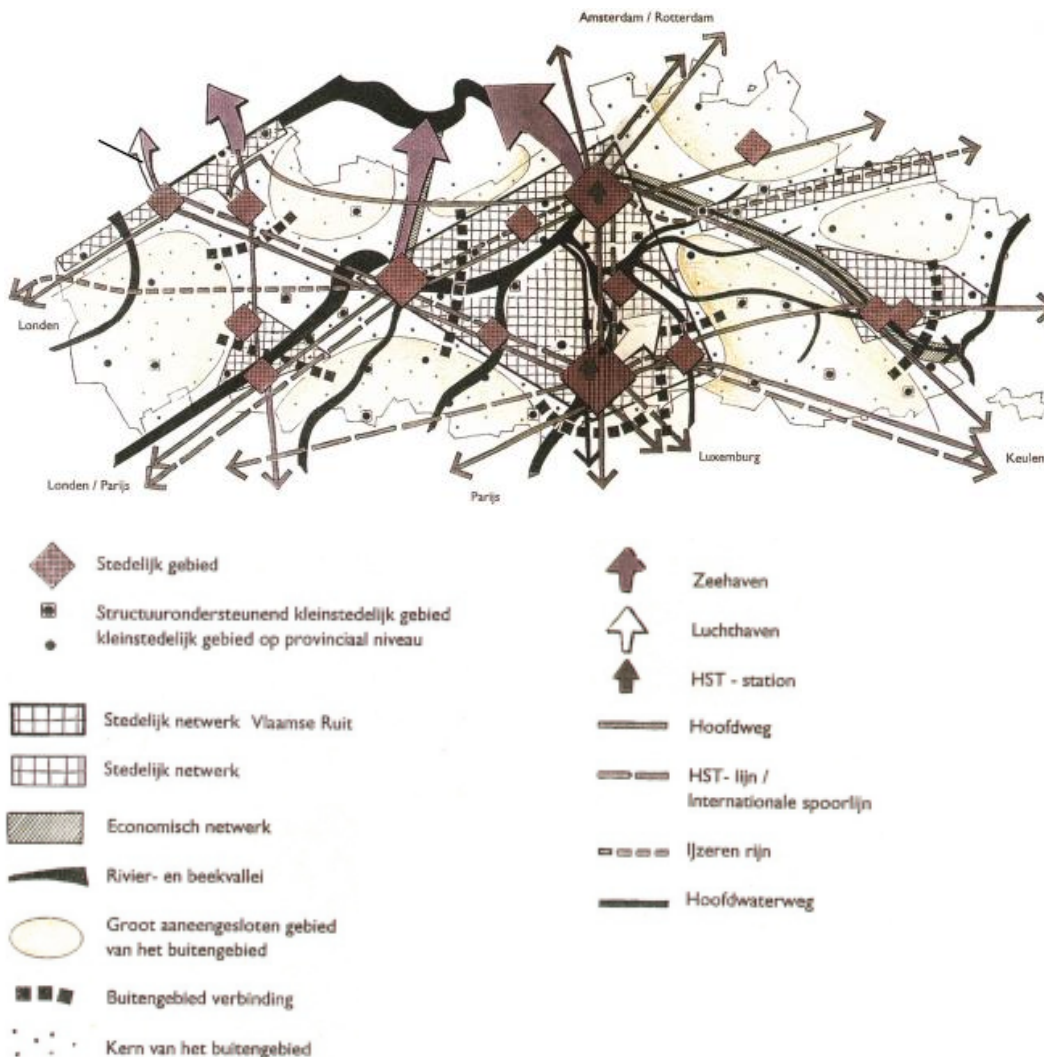 Amsterdam / Rotterdam
Londen
Londen / Parijs
Parijs
Luxemburg
Keulen
Stedelijk gebied
Structuurondersteunend kleinstedelijk gebied
kleinstedelijk gebied op provinciaal niveau
Stedelijk netwerk Vlaamse Ruit
Stedelijk netwerk
Economisch netwerk
Rivier- en beekvallei
Groot aaneengesloten gebied
van het buitengebied
Buitengebied verbinding
Kern van het buitengebied
Zeehaven
Luchthaven
HST - station
Hoofdweg
HST- lijn /
Internationale spoorlijn
IJzeren rijn
Hoofdwaterweg